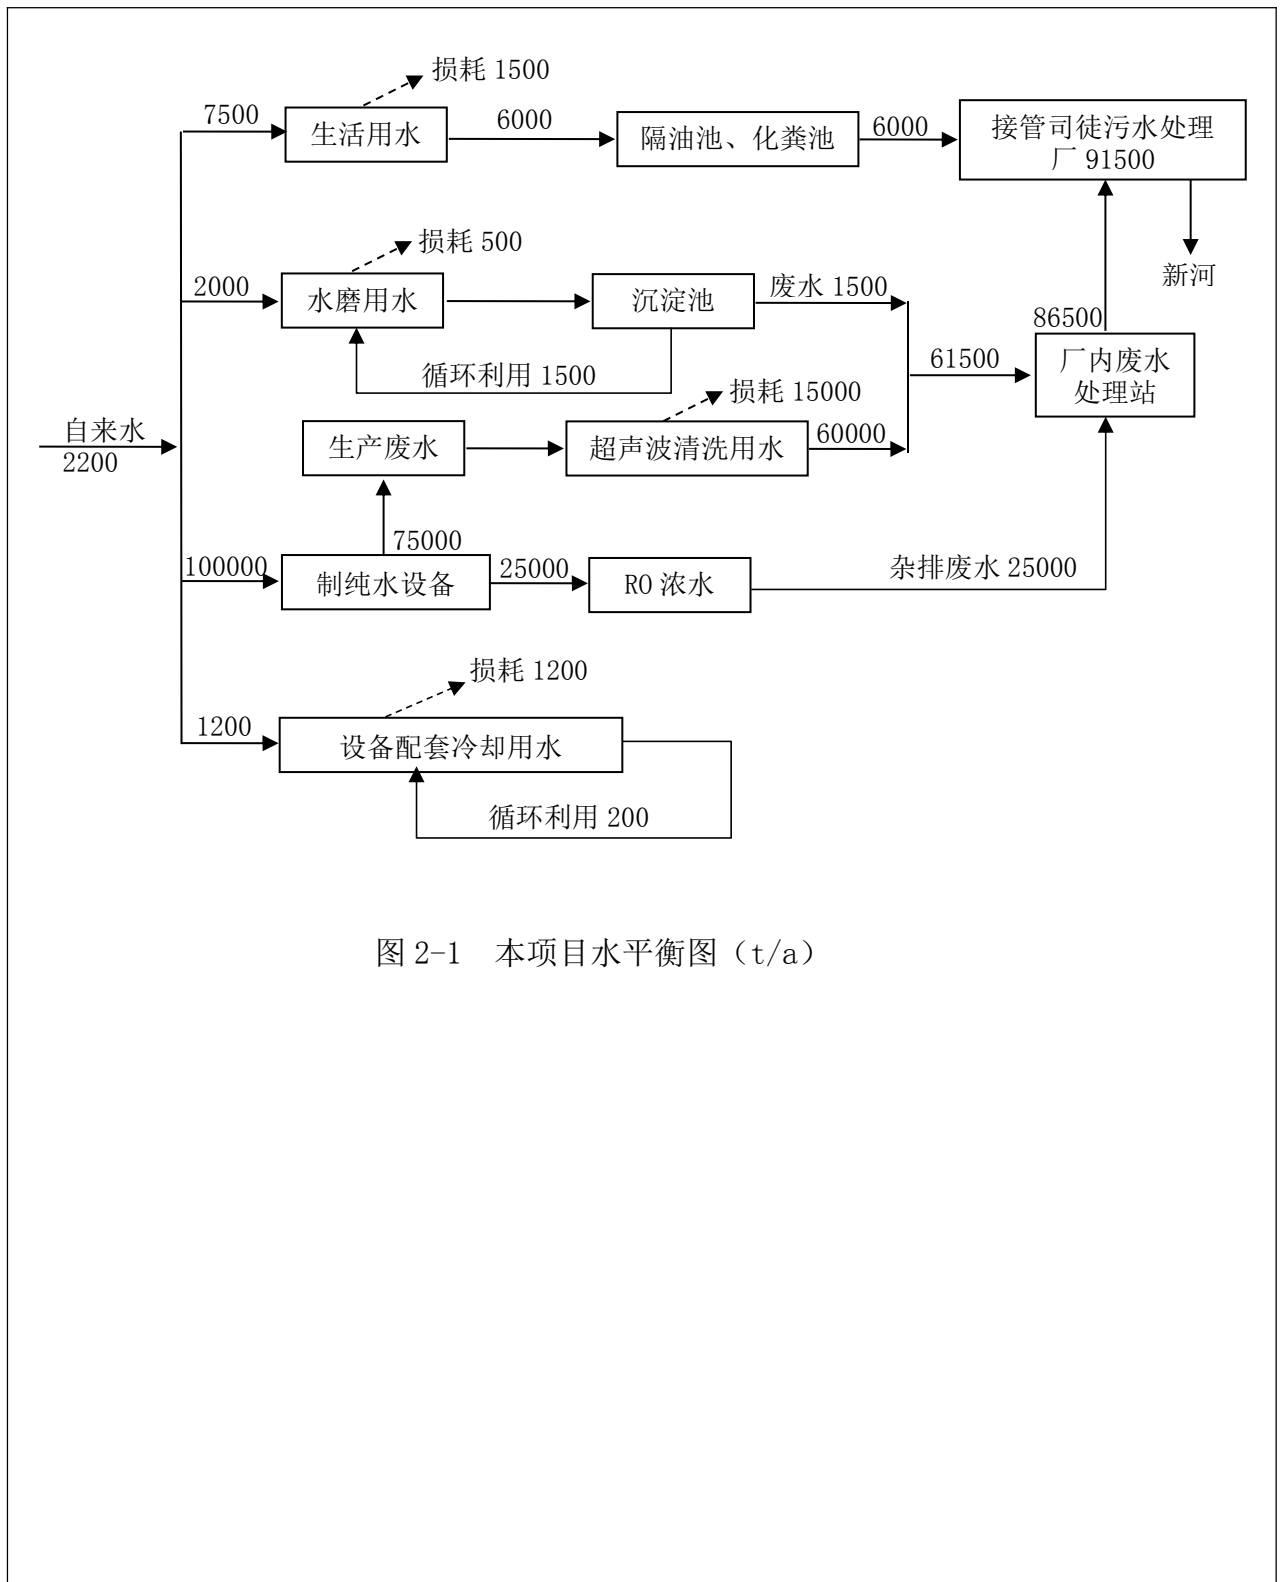 损耗 1500
7500
生活用水
6000
隔油池、化粪池
6000
接管司徒污水处理
厂 91500
损耗 500
2000
水磨用水
沉淀池
废水 1500
新河
循环利用 1500
86500
61500
厂内废水
处理站
损耗 15000
自来水
2200
生产废水
超声波清洗用水
60000
75000
100000
制纯水设备
25000
RO 浓水
杂排废水 25000
损耗 1200
1200
设备配套冷却用水
循环利用 200
图 2-1 本项目水平衡图（t/a）